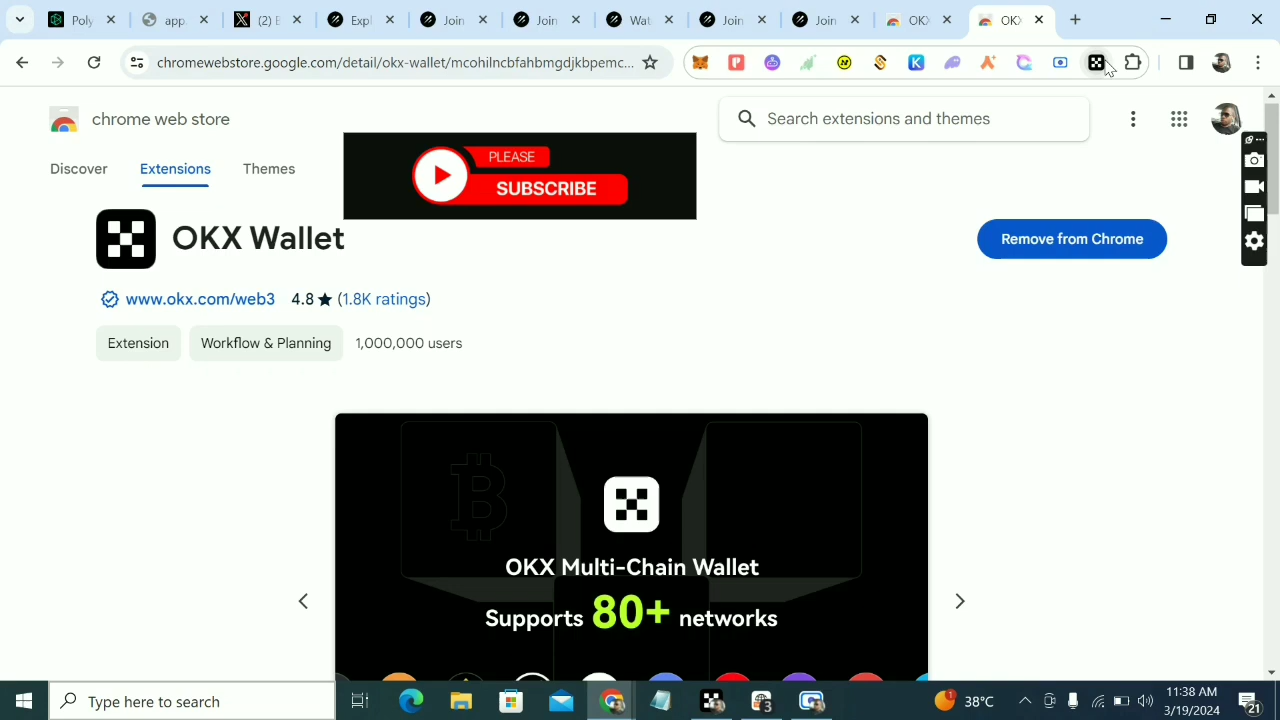 Poly
app.
(2) E
Expl
Join
Join
Wat
Join
Join
OKX
OKX
chromewebstore.google.com/detail/okx-wallet/mcohilncbfahbmgdjkbpemc...
chrome web store
Search extensions and themes
Discover
Extensions
Themes
PLEASE
SUBSCRIBE
OKX Wallet
Remove from Chrome
www.okx.com/web3
4.8★ (1.8K ratings)
Extension
Workflow & Planning
1,000,000 users
OKX Multi-Chain Wallet
Supports 80+ networks
Type here to search
38°C
11:38 AM
3/19/2024
21